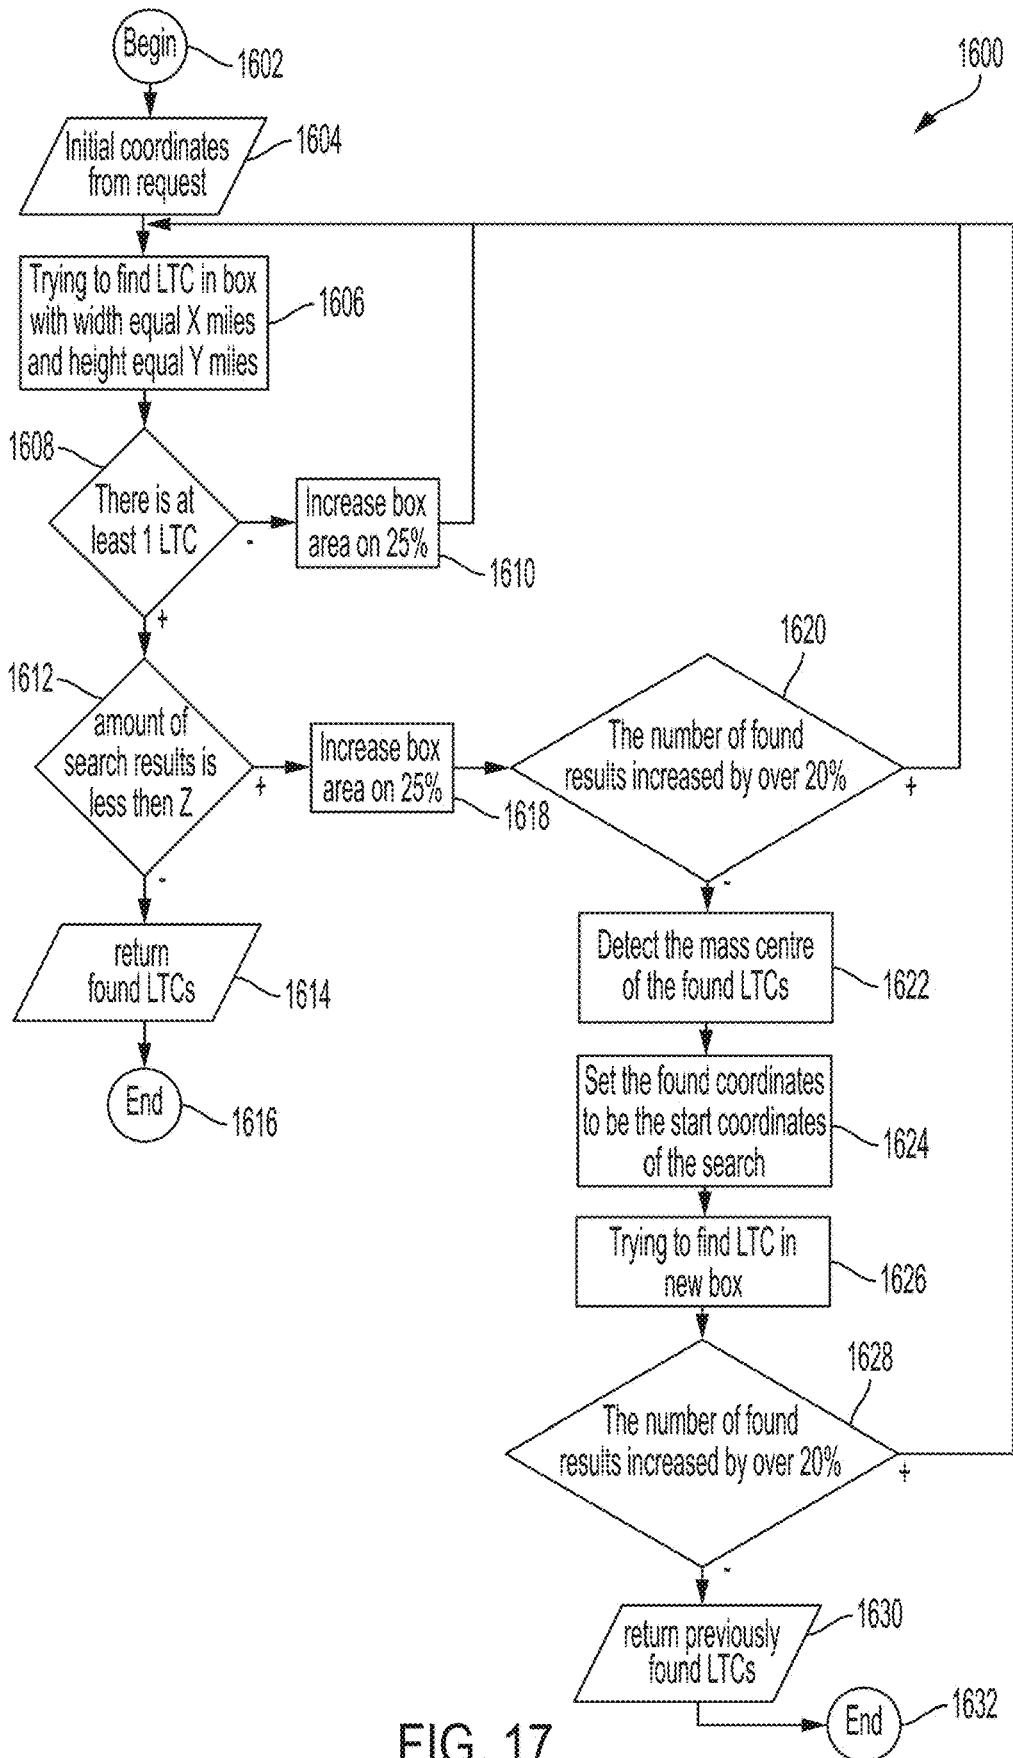 Begin
1602
1600
Initial coordinates
from request
1604
Trying to find LTC in box
with width equal X miles
and height equal Y miles
1606
1608
There is at
least 1 LTC
-
+
Increase box
area on 25%
1610
1612
amount of
search results is
less then Z
+
-
Increase box
area on 25%
1618
1620
The number of found
results increased by over 20%
+
-
return
found LTCs
1614
End
1616
Detect the mass centre
of the found LTCs
1622
Set the found coordinates
to be the start coordinates
of the search
1624
Trying to find LTC in
new box
1626
1628
The number of found
results increased by over 20%
+
-
return previously
found LTCs
1630
End
1632
FIG. 17